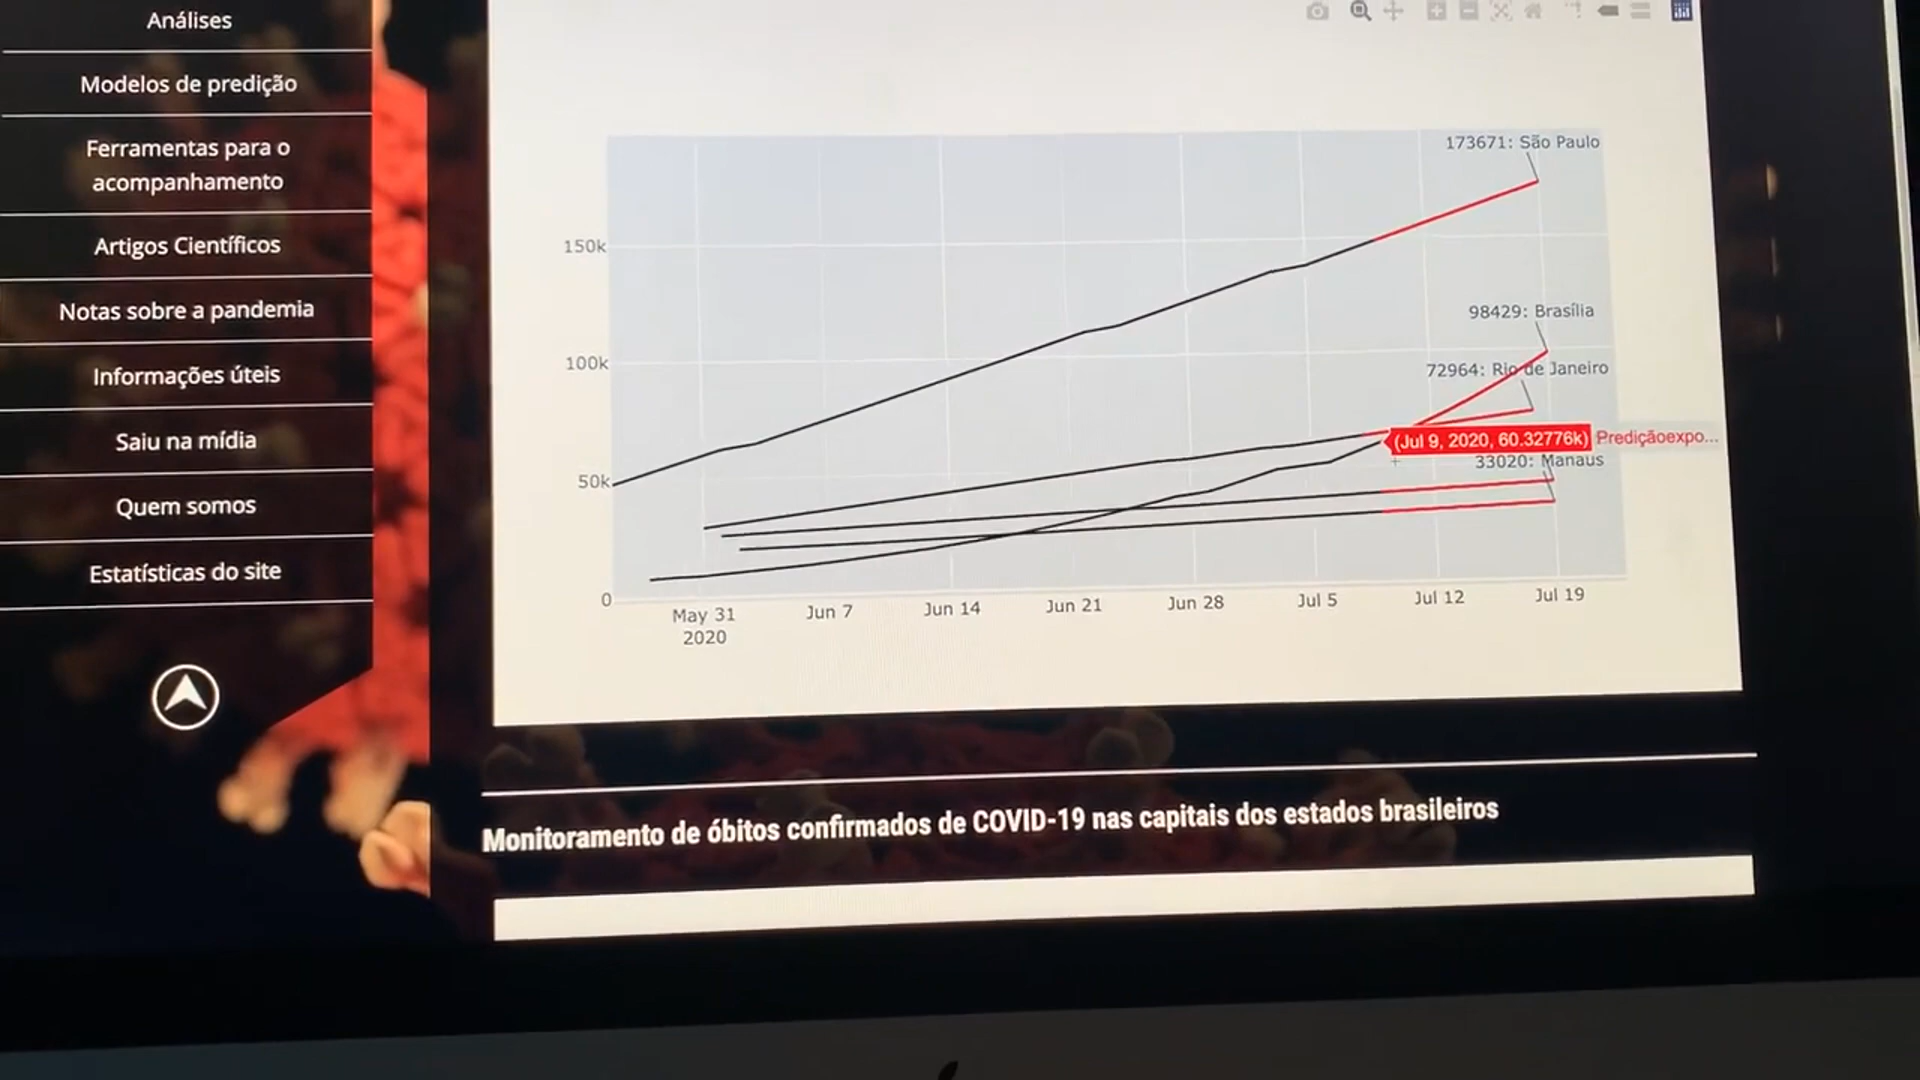 Análises
Modelos de predição
Ferramentas para o
acompanhamento
Artigos Científicos
Notas sobre a pandemia
Informações úteis
Saiu na mídia
Quem somos
Estatísticas do site
173671: São Paulo
150k
98429: Brasília
100k
72964: Rio de Janeiro
(Jul 9, 2020, 60.32776k) Prediçãoexpo...
33020: Manaus
50k
0
May 31
2020
Jun 7
Jun 14
Jun 21
Jun 28
Jul 5
Jul 12
Jul 19
Monitoramento de óbitos confirmados de COVID-19 nas capitais dos estados brasileiros